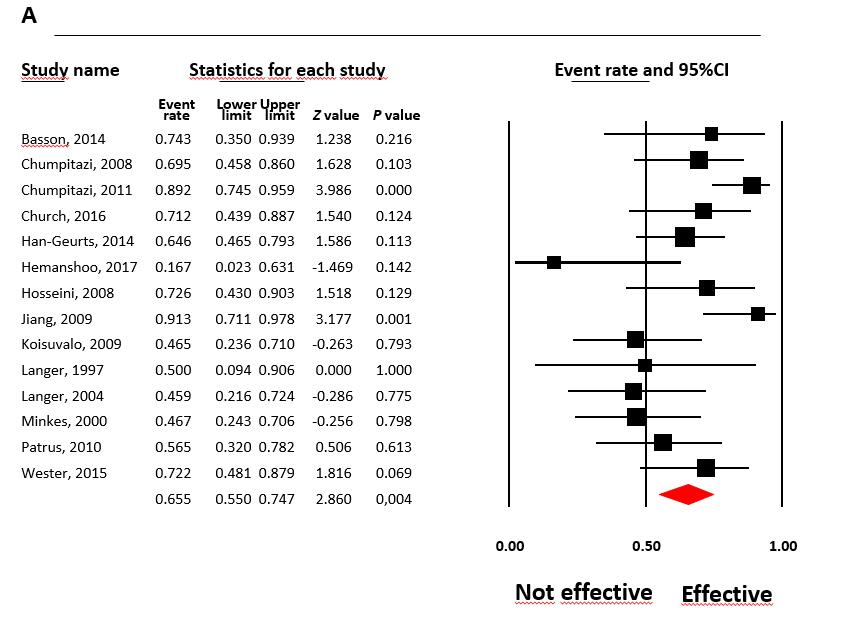 A
Study name Statistics for each study Event rate and 95%CI
Event Lower Upper
rate limit limit Z value P value
Basson, 2014 0.743 0.350 0.939 1.238 0.216
Chumpitazi, 2008 0.695 0.458 0.860 1.628 0.103
Chumpitazi, 2011 0.892 0.745 0.959 3.986 0.000
Church, 2016 0.712 0.439 0.887 1.540 0.124
Han-Geurts, 2014 0.646 0.465 0.793 1.586 0.113
Hemanshoo, 2017 0.167 0.023 0.631 -1.469 0.142
Hosseini, 2008 0.726 0.430 0.903 1.518 0.129
Jiang, 2009 0.913 0.711 0.978 3.177 0.001
Koisuvalo, 2009 0.465 0.236 0.710 -0.263 0.793
Langer, 1997 0.500 0.094 0.906 0.000 1.000
Langer, 2004 0.459 0.216 0.724 -0.286 0.775
Minkes, 2000 0.467 0.243 0.706 -0.256 0.798
Patrus, 2010 0.565 0.320 0.782 0.506 0.613
Wester, 2015 0.722 0.481 0.879 1.816 0.069
0.655 0.550 0.747 2.860 0,004
0.00 0.50 1.00
Not effective Effective